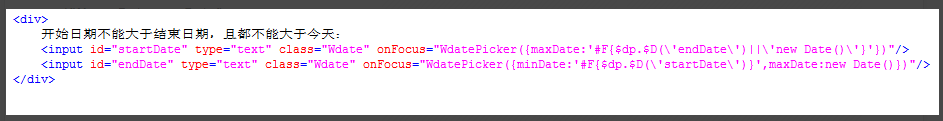 <div>
开始日期不能大于结束日期，且都不能大于今天：
<input id="startDate" type="text" class="Wdate" onFocus="WdatePicker({maxDate:'#F{$dp.$D(\'endDate\')||\'new Date()\'}'})"/>
<input id="endDate" type="text" class="Wdate" onFocus="WdatePicker({minDate:'#F{$dp.$D(\'startDate\')}',maxDate:new Date()})"/>
</div>